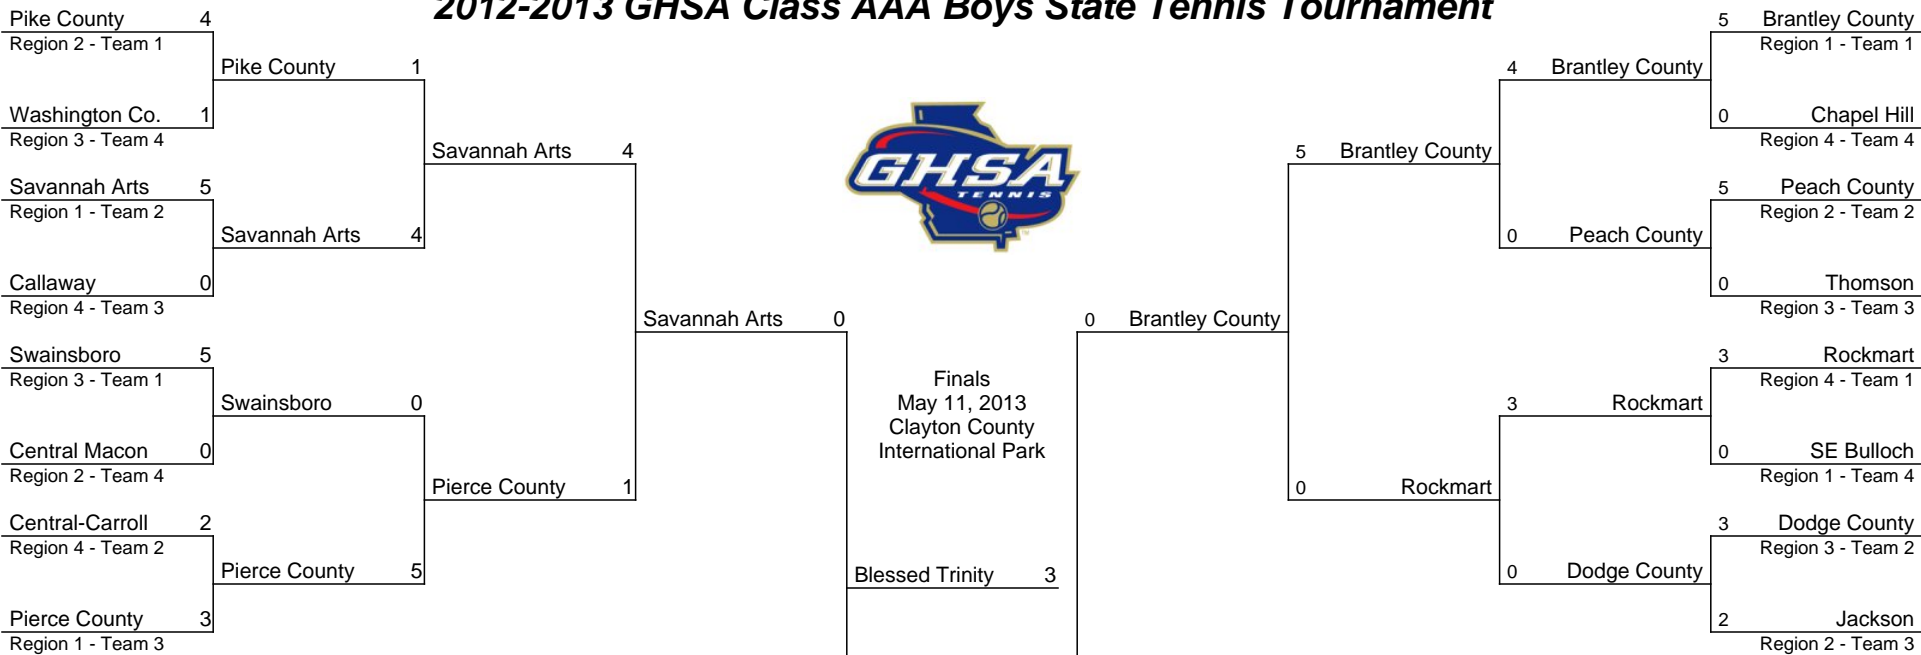 2012-2013 GHSA Class AAA Boys State Tennis Tournament
Pike County 4
Region 2 - Team 1
Pike County 1
Washington Co. 1
Region 3 - Team 4
Savannah Arts 4
Savannah Arts 5
Region 1 - Team 2
Savannah Arts 4
Callaway 0
Region 4 - Team 3
Savannah Arts 0
Swainsboro 5
Region 3 - Team 1
Swainsboro 0
Central Macon 0
Region 2 - Team 4
Pierce County 1
Central-Carroll 2
Region 4 - Team 2
Pierce County 5
Pierce County 3
Region 1 - Team 3
GHSA
TENNIS
TM
Finals
May 11, 2013
Clayton County
International Park
Blessed Trinity 3
5 Brantley County
Region 1 - Team 1
4 Brantley County
0 Chapel Hill
Region 4 - Team 4
5 Brantley County
5 Peach County
Region 2 - Team 2
0 Peach County
0 Thomson
Region 3 - Team 3
0 Brantley County
3 Rockmart
Region 4 - Team 1
3 Rockmart
0 SE Bulloch
Region 1 - Team 4
0 Rockmart
3 Dodge County
Region 3 - Team 2
0 Dodge County
2 Jackson
Region 2 - Team 3